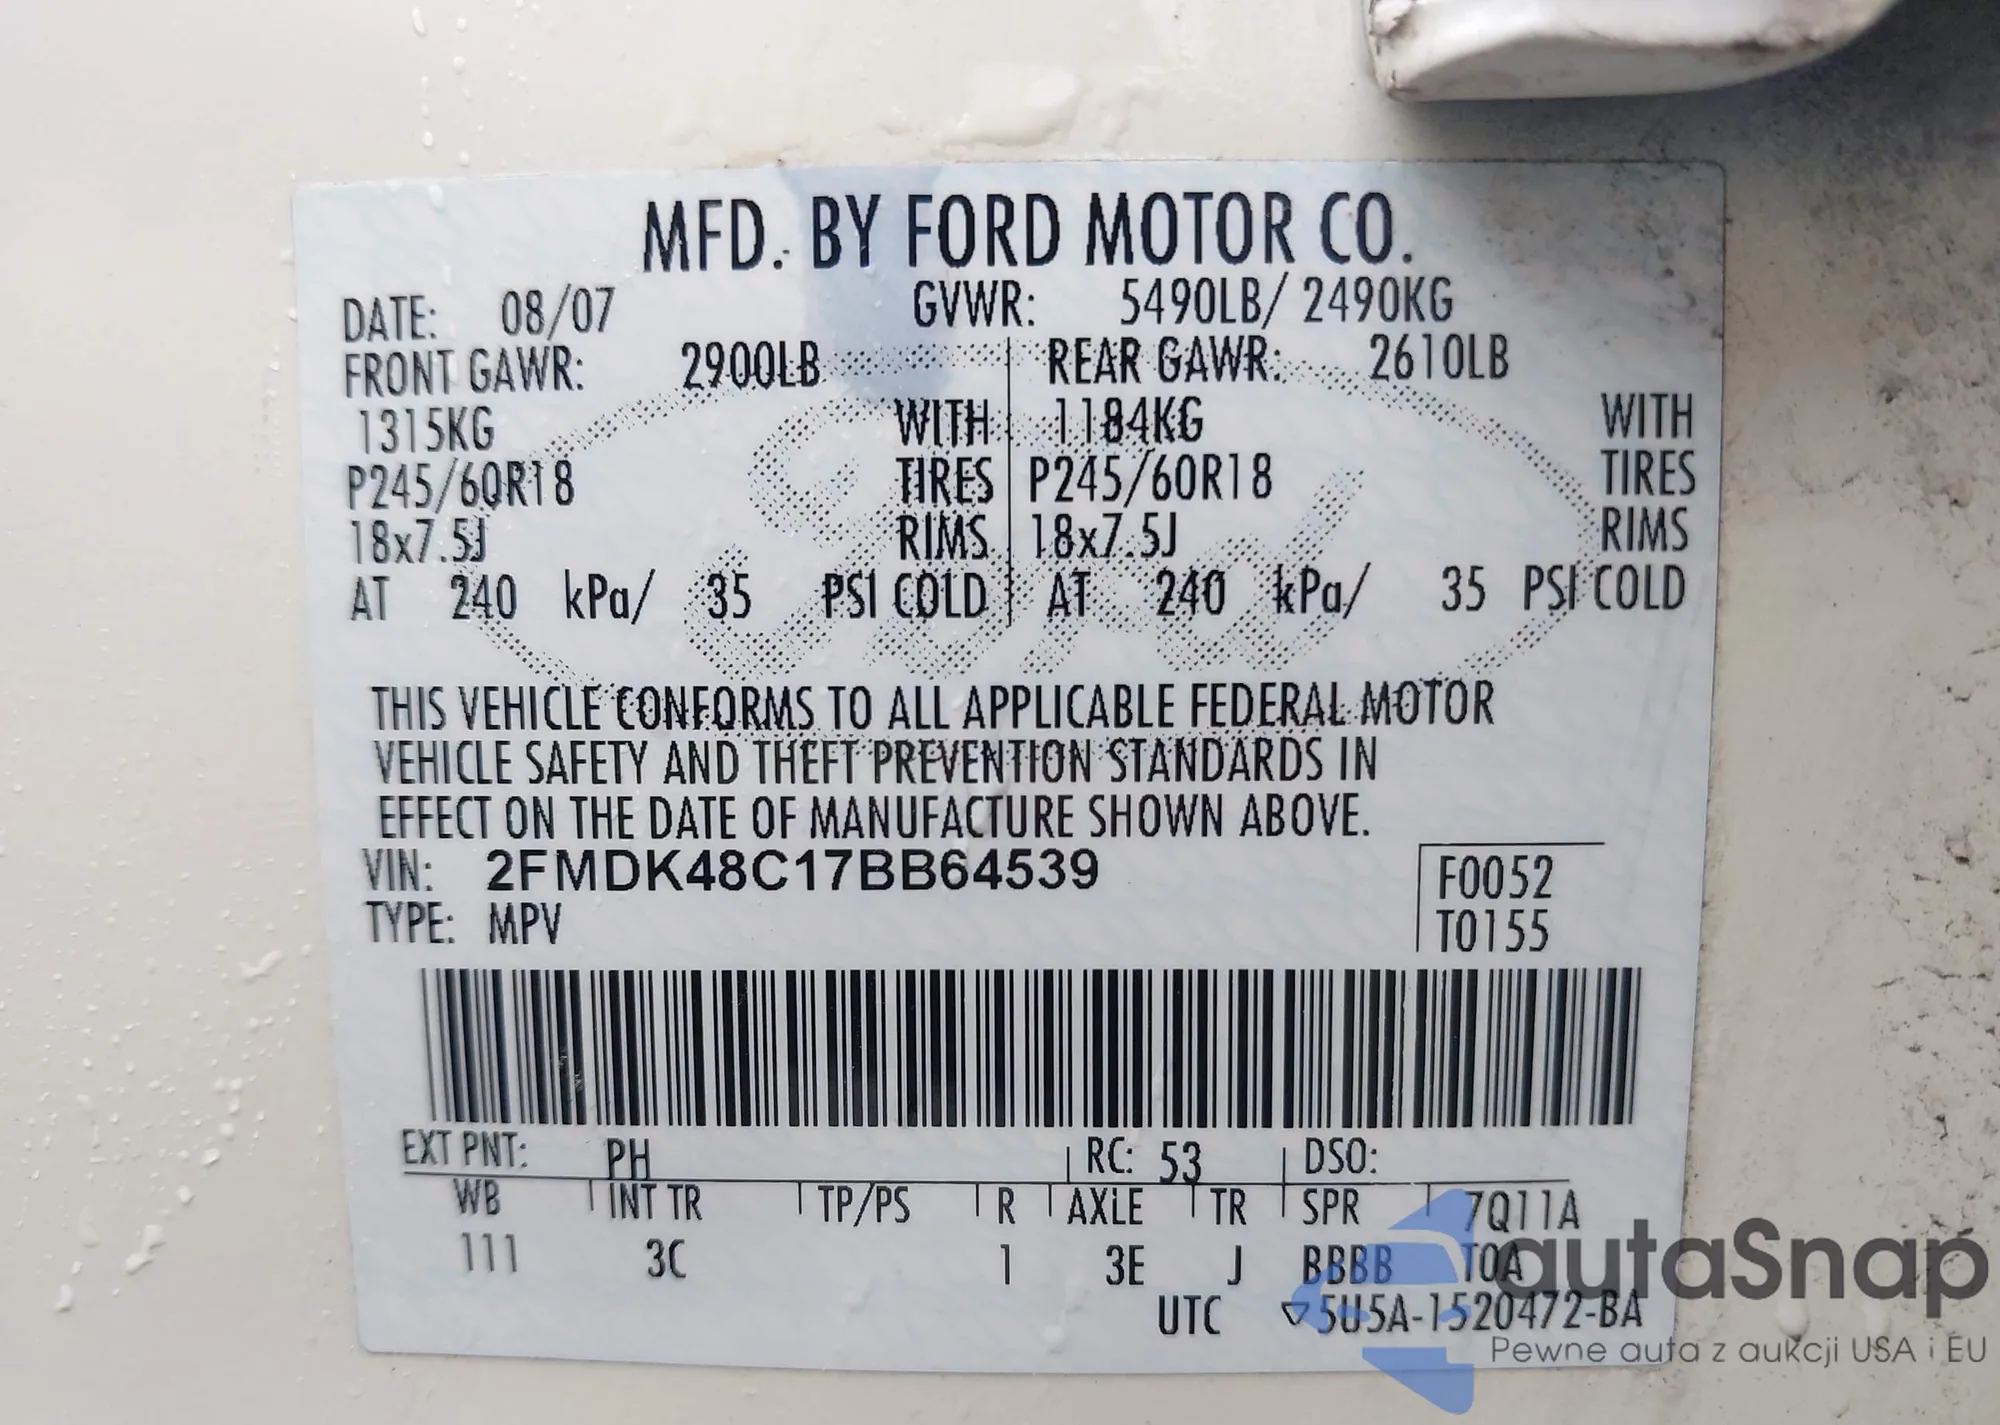 MFD. BY FORD MOTOR CO.
DATE: 08/07 GVWR: 5490LB/ 2490KG
FRONT GAWR: 2900LB REAR GAWR: 2610LB
1315KG WITH 1184KG WITH
P245/60R18 TIRES P245/60R18 TIRES
18x7.5J RIMS 18x7.5J RIMS
AT 240 kPa/ 35 PSI COLD AT 240 kPa/ 35 PSI COLD
THIS VEHICLE CONFORMS TO ALL APPLICABLE FEDERAL MOTOR
VEHICLE SAFETY AND THEFT PREVENTION STANDARDS IN
EFFECT ON THE DATE OF MANUFACTURE SHOWN ABOVE.
VIN: 2FMDK48C17BB64539 F0052
TYPE: MPV T0155
EXT PNT: PH RC: 53 DSO:
WB INT TR TP/PS R AXLE TR SPR 7Q11A
111 3C 1 3E J BBBB T0A
UTC 5U5A-1520472-BA
Ford
autaSnap
Pewne auta z aukcji USA i EU